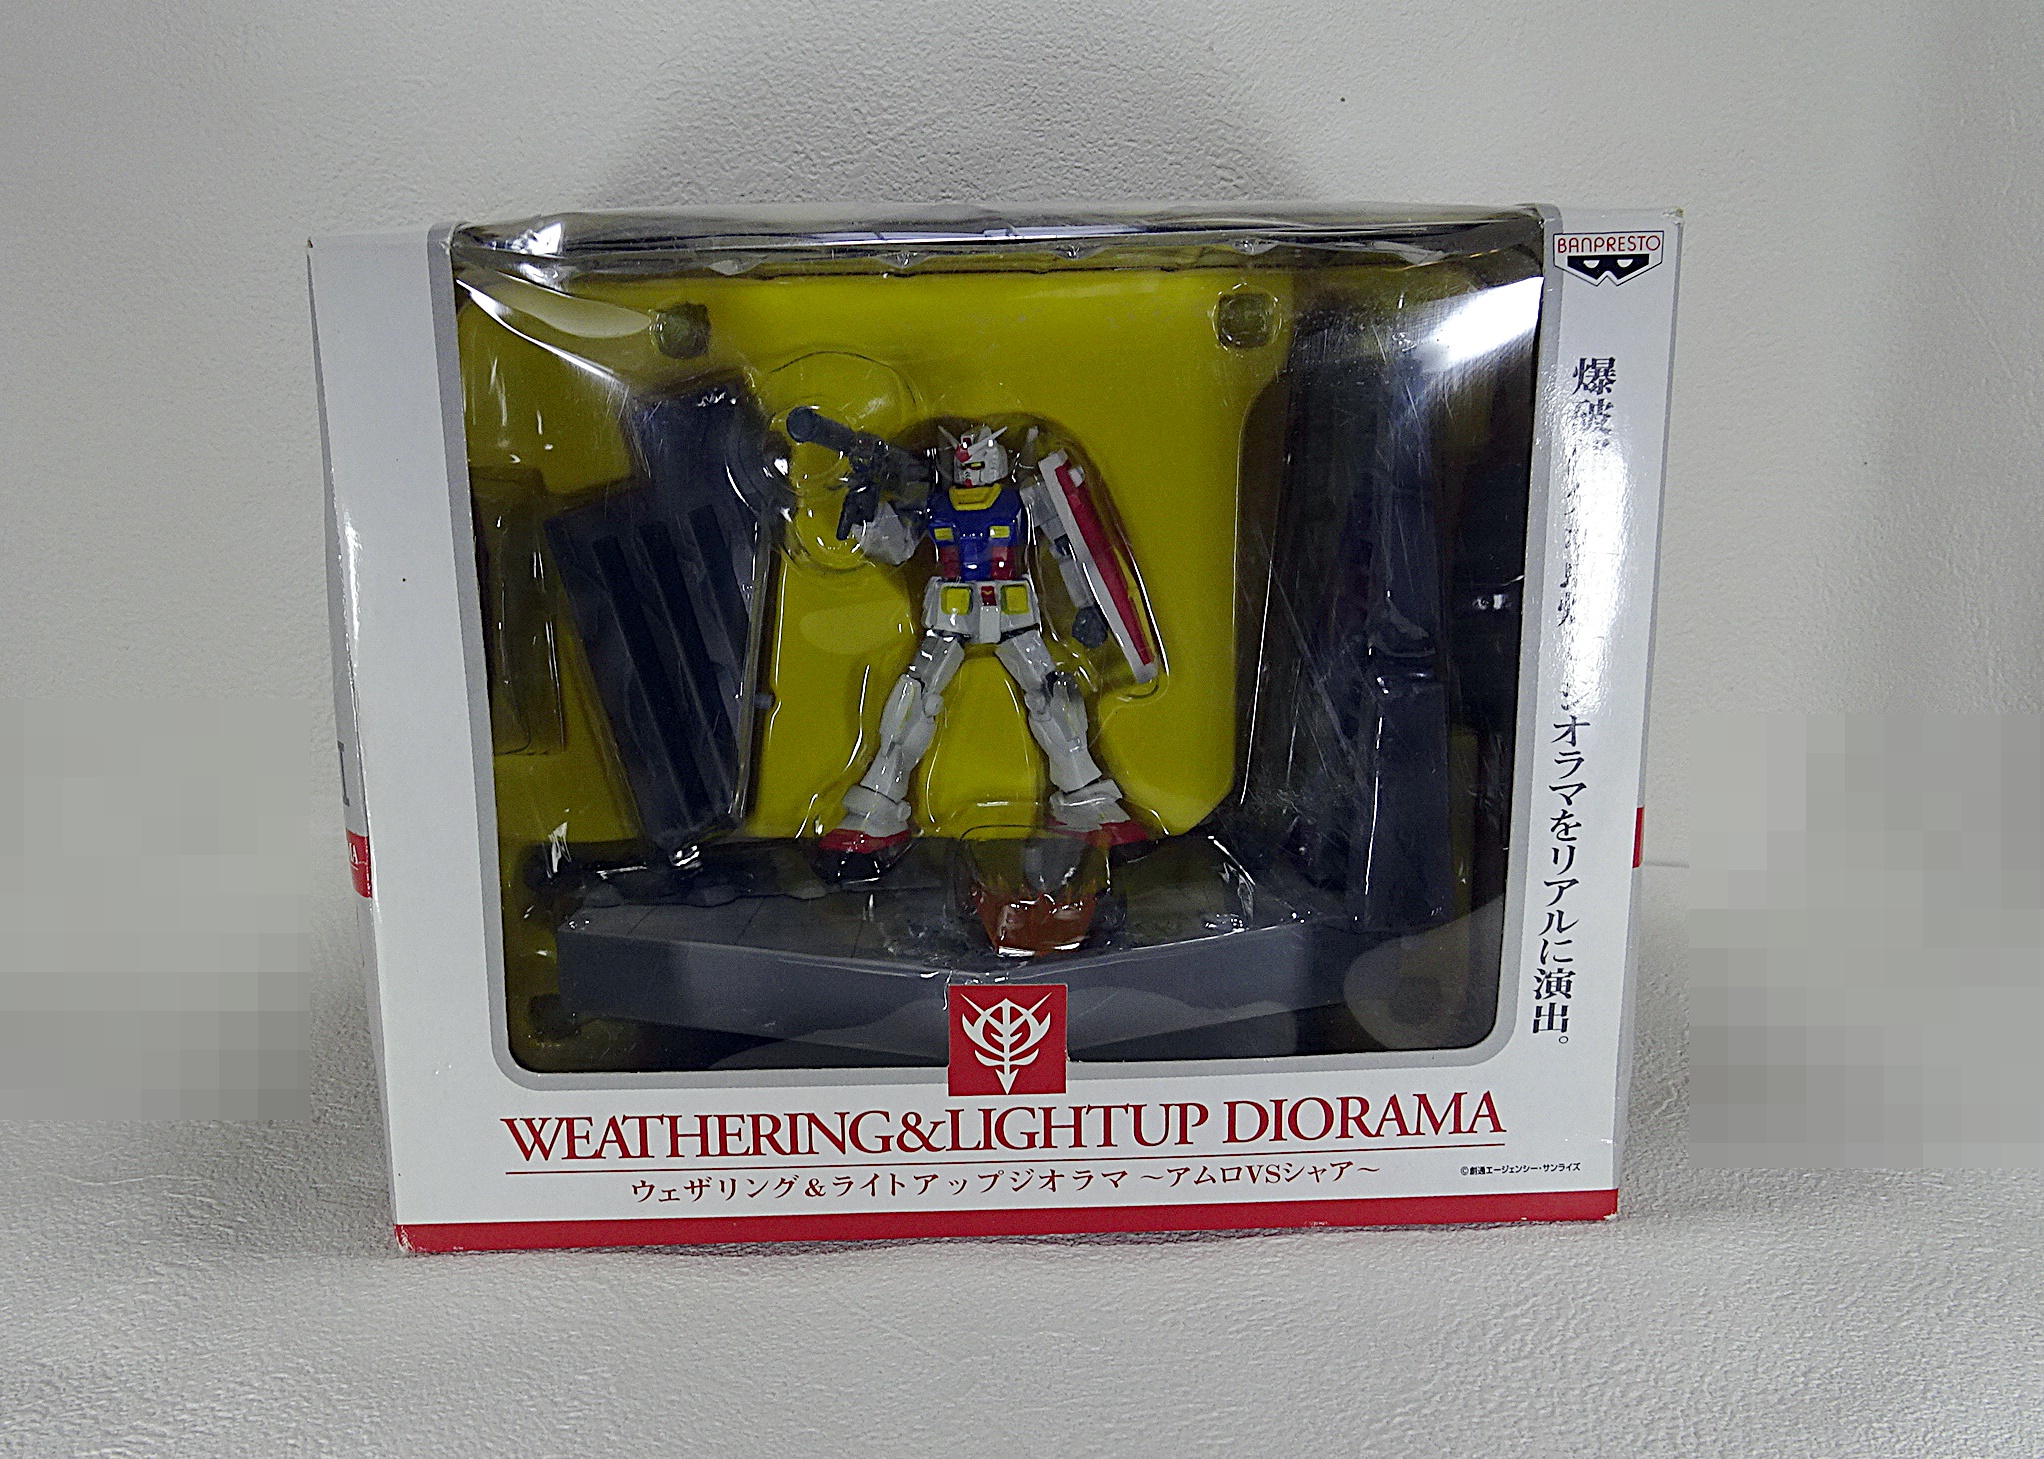 BANPRESTO
爆破
オラマをリアルに演出。
WEATHERING&LIGHTUP DIORAMA
ウェザリング&ライトアップジオラマ ~アムロVSシャア~
©創通エージェンシー・サンライズ